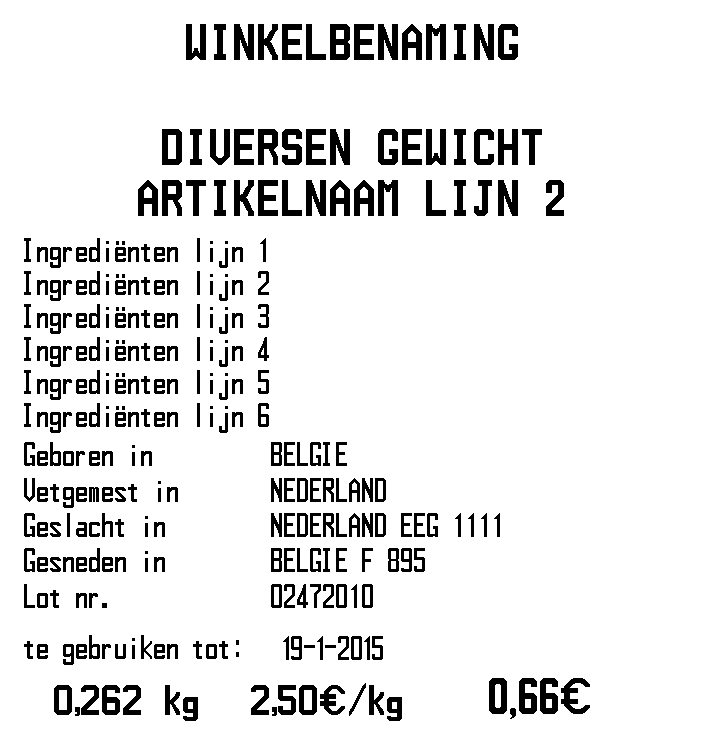 WINKELBENAMING
DIVERSEN GEWICHT
ARTIKELNAAM LIJN 2
Ingrediënten lijn 1
Ingrediënten lijn 2
Ingrediënten lijn 3
Ingrediënten lijn 4
Ingrediënten lijn 5
Ingrediënten lijn 6
Geboren in BELGIE
Vetgemest in NEDERLAND
Geslacht in NEDERLAND EEG 1111
Gesneden in BELGIE F 895
Lot nr. 02472010
te gebruiken tot: 19-1-2015
0,262 kg 2,50€/kg 0,66€